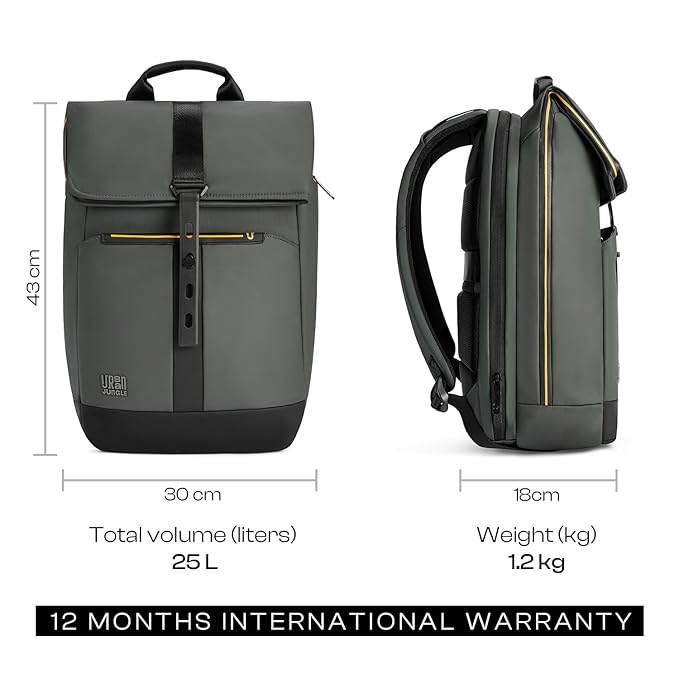 43 cm
URBAN
JUNGLE
30 cm
18cm
Total volume (liters)
25 L
Weight (kg)
1.2 kg
12 MONTHS INTERNATIONAL WARRANTY